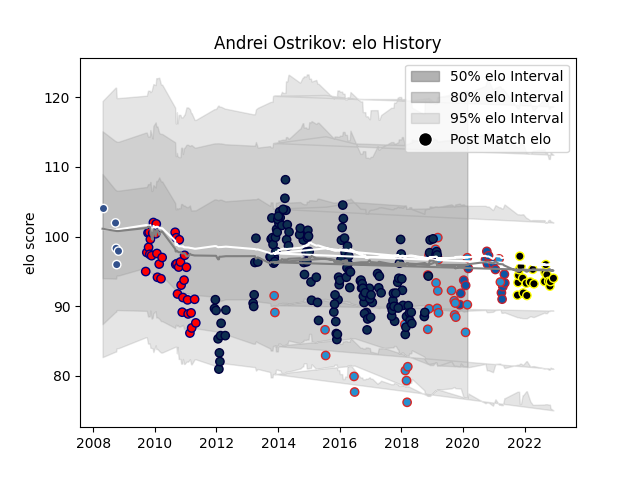 Andrei Ostrikov: elo History
50% elo Interval
80% elo Interval
95% elo Interval
Post Match elo
elo score
120
110
100
90
80
2008
2010
2012
2014
2016
2018
2020
2022